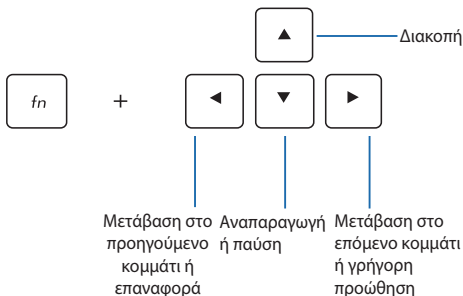 Διακοπή
fn +
Μετάβαση στο
προηγούμενο
κομμάτι ή
επαναφορά
Αναπαραγωγή
ή παύση
Μετάβαση στο
επόμενο κομμάτι
ή γρήγορη
προώθηση